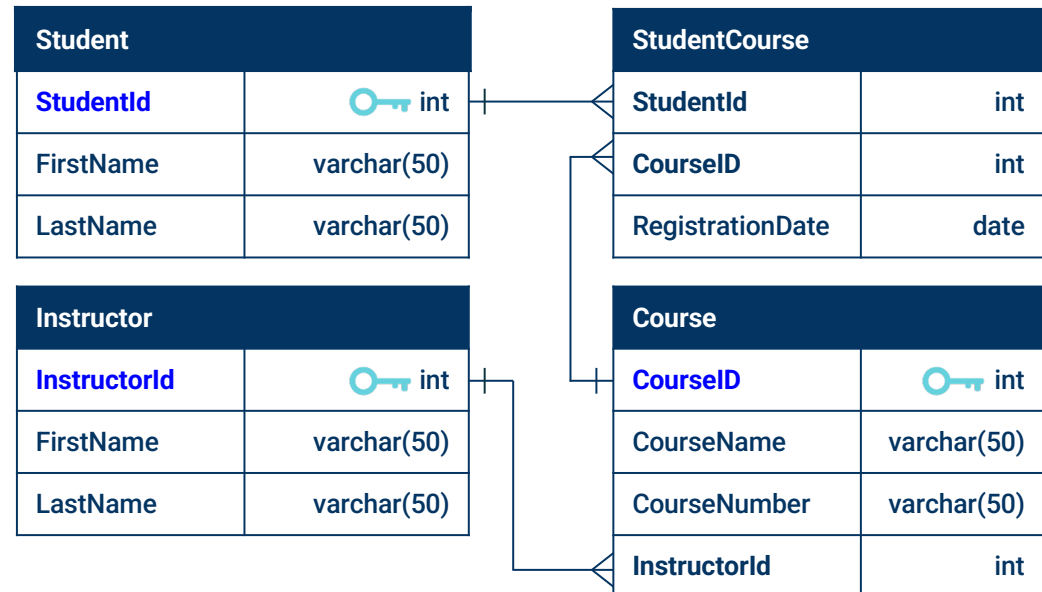 Student
StudentId int
FirstName varchar(50)
LastName varchar(50)
StudentCourse
StudentId int
CourseID int
RegistrationDate date
Instructor
InstructorId int
FirstName varchar(50)
LastName varchar(50)
Course
CourseID int
CourseName varchar(50)
CourseNumber varchar(50)
InstructorId int